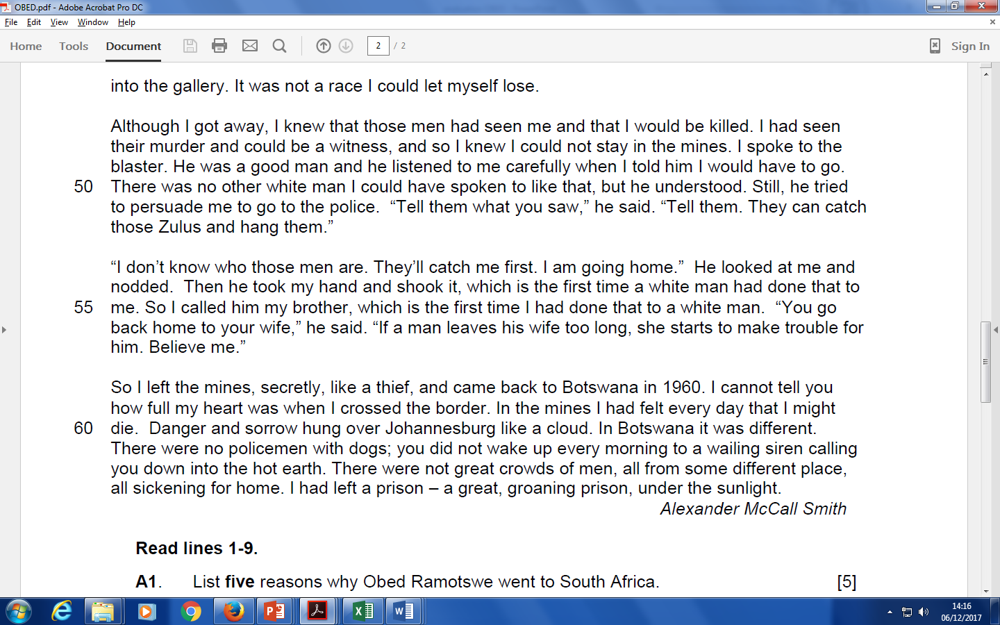 OBED.pdf - Adobe Acrobat Pro DC
File Edit View Window Help
Home Tools Document 2 / 2 Sign In
into the gallery. It was not a race I could let myself lose.
Although I got away, I knew that those men had seen me and that I would be killed. I had seen
their murder and could be a witness, and so I knew I could not stay in the mines. I spoke to the
blaster. He was a good man and he listened to me carefully when I told him I would have to go.
50 There was no other white man I could have spoken to like that, but he understood. Still, he tried
to persuade me to go to the police. “Tell them what you saw,” he said. “Tell them. They can catch
those Zulus and hang them.”
“I don’t know who those men are. They’ll catch me first. I am going home.” He looked at me and
nodded. Then he took my hand and shook it, which is the first time a white man had done that to
55 me. So I called him my brother, which is the first time I had done that to a white man. “You go
back home to your wife,” he said. “If a man leaves his wife too long, she starts to make trouble for
him. Believe me.”
So I left the mines, secretly, like a thief, and came back to Botswana in 1960. I cannot tell you
how full my heart was when I crossed the border. In the mines I had felt every day that I might
60 die. Danger and sorrow hung over Johannesburg like a cloud. In Botswana it was different.
There were no policemen with dogs; you did not wake up every morning to a wailing siren calling
you down into the hot earth. There were not great crowds of men, all from some different place,
all sickening for home. I had left a prison – a great, groaning prison, under the sunlight.
Alexander McCall Smith
Read lines 1-9.
A1. List five reasons why Obed Ramotswe went to South Africa. [5]
14:16
06/12/2017